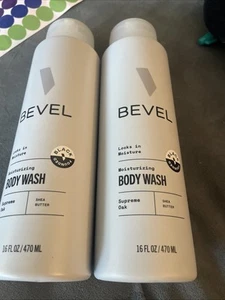 BEVEL
Locks in
Moisture
Moisturizing
BODY WASH
Supreme
Oak
SHEA
BUTTER
16 FL OZ / 470 ML
BEVEL
Locks in
Moisture
Moisturizing
BODY WASH
Supreme
Oak
SHEA
BUTTER
16 FL OZ / 470 ML